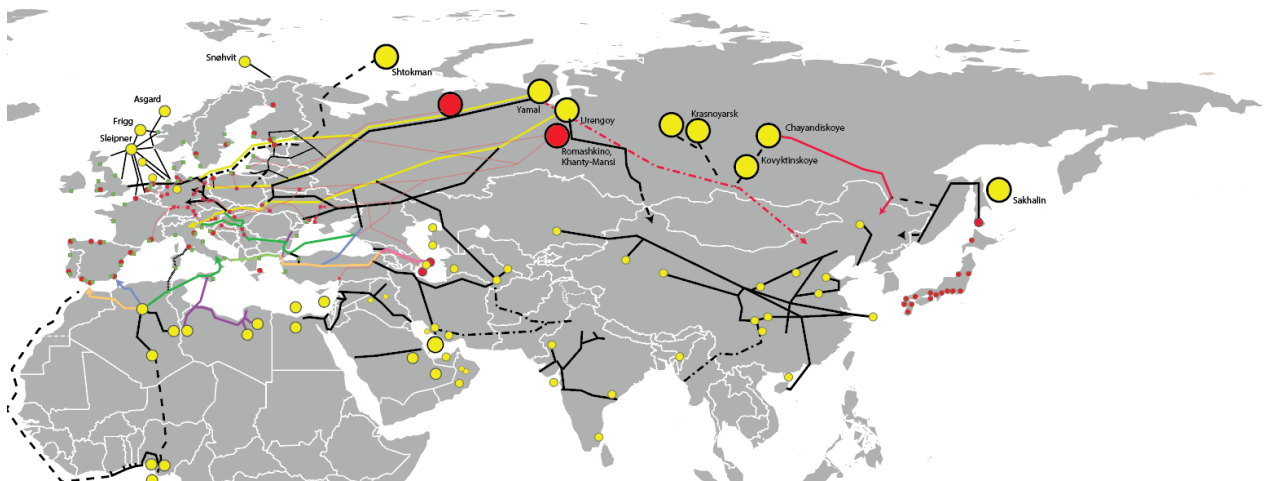 Snøhvit
Shtokman
Asgard
Frigg
Sleipner
Yamal
Urengoy
Romashkino,
Khanty-Mansi
Krasnoyarsk
Chayandiskoye
Kovyktinskoye
Sakhalin